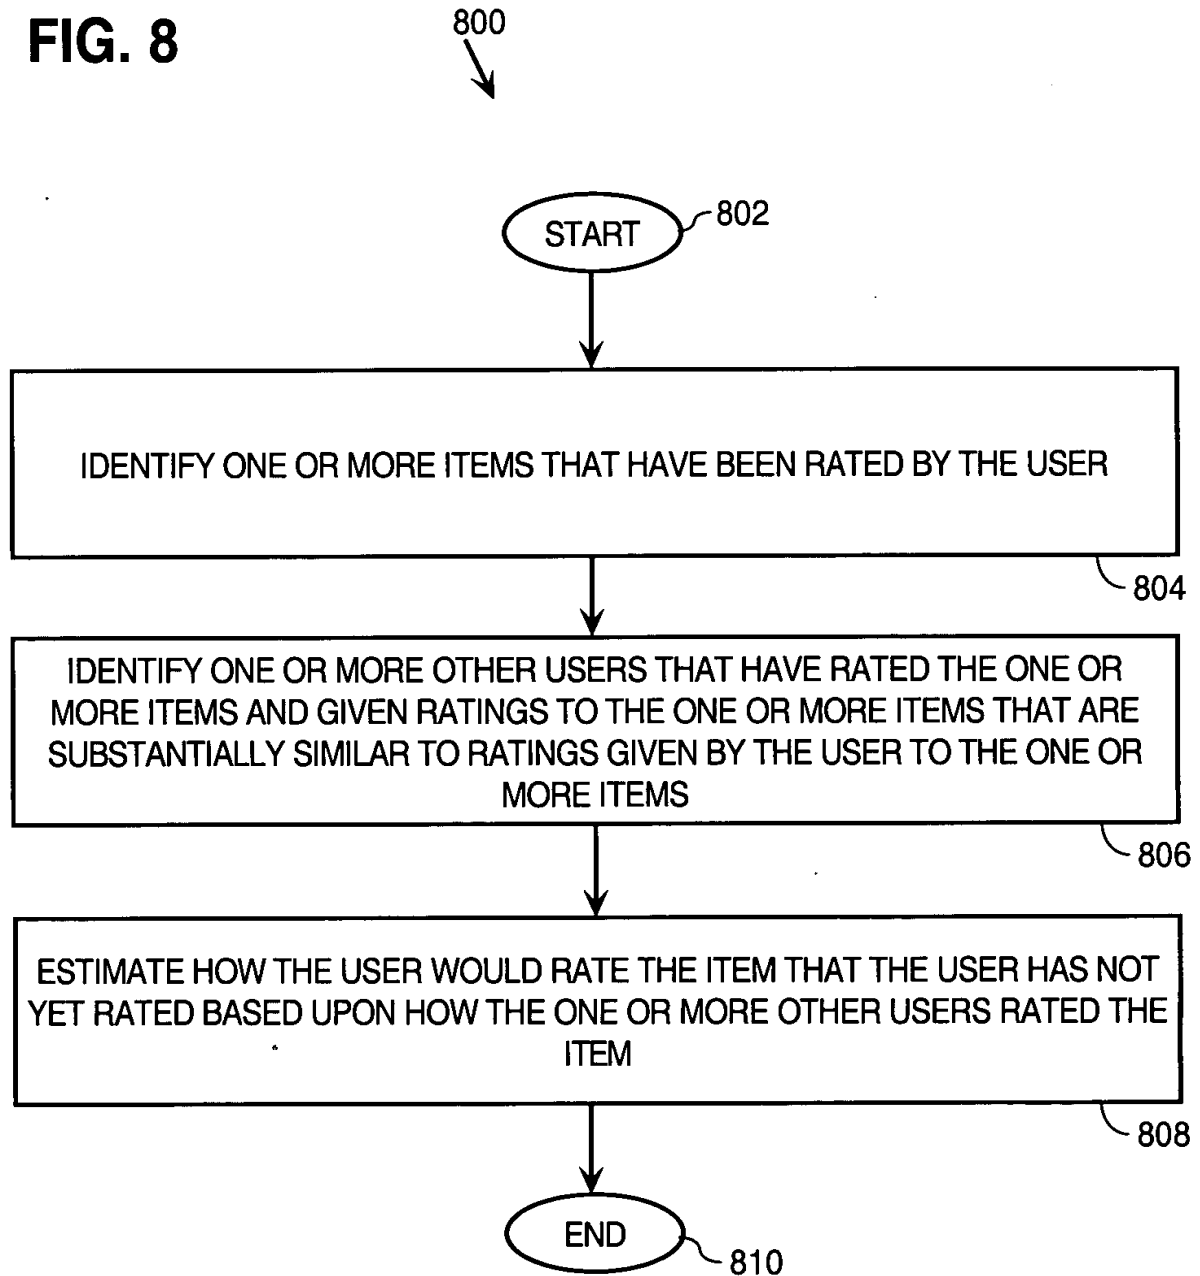 FIG. 8
800
START
802
IDENTIFY ONE OR MORE ITEMS THAT HAVE BEEN RATED BY THE USER
804
IDENTIFY ONE OR MORE OTHER USERS THAT HAVE RATED THE ONE OR
MORE ITEMS AND GIVEN RATINGS TO THE ONE OR MORE ITEMS THAT ARE
SUBSTANTIALLY SIMILAR TO RATINGS GIVEN BY THE USER TO THE ONE OR
MORE ITEMS
806
ESTIMATE HOW THE USER WOULD RATE THE ITEM THAT THE USER HAS NOT
YET RATED BASED UPON HOW THE ONE OR MORE OTHER USERS RATED THE
ITEM
808
END
810